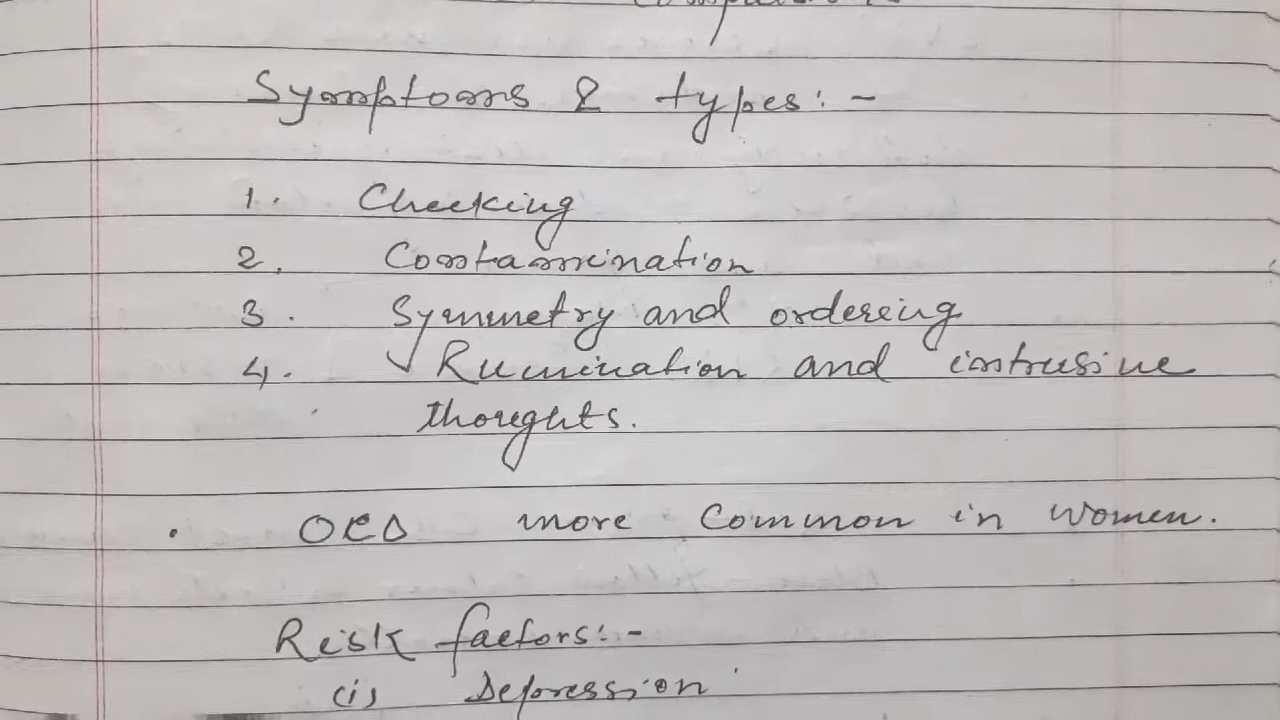 Symptoms & types:-
1. Checking
2. Contamination
3. Symmetry and ordering
4. Rumination and intrusive
thoughts.
. OCD more common in women.
Risk factors:-
(i) Depression